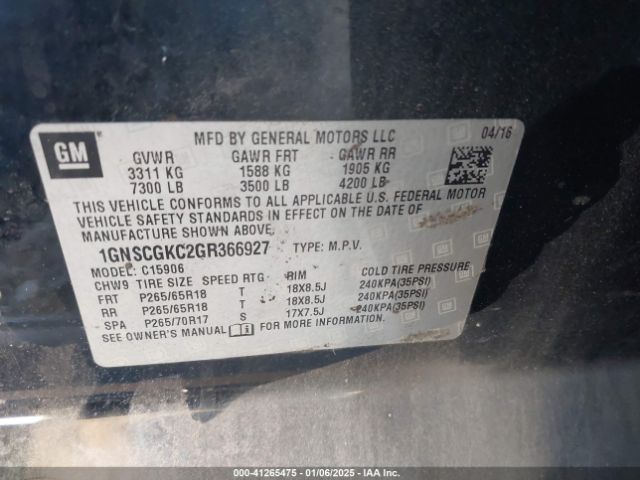 GM
MFD BY GENERAL MOTORS LLC 04/16
GVWR GAWR FRT GAWR RR
3311 KG 1588 KG 1905 KG
7300 LB 3500 LB 4200 LB
THIS VEHICLE CONFORMS TO ALL APPLICABLE U.S. FEDERAL MOTOR
VEHICLE SAFETY STANDARDS IN EFFECT ON THE DATE OF
MANUFACTURE SHOWN ABOVE.
1GNSCGKC2GR366927 TYPE: M.P.V.
MODEL: C15906
CHW9 TIRE SIZE SPEED RTG RIM COLD TIRE PRESSURE
FRT P265/65R18 T 18X8.5J 240KPA(35PSI)
RR P265/65R18 T 18X8.5J 240KPA(35PSI)
SPA P265/70R17 S 17X7.5J 240KPA(35PSI)
SEE OWNER'S MANUAL FOR MORE INFORMATION
000-41265475 - 01/06/2025 - IAA Inc.